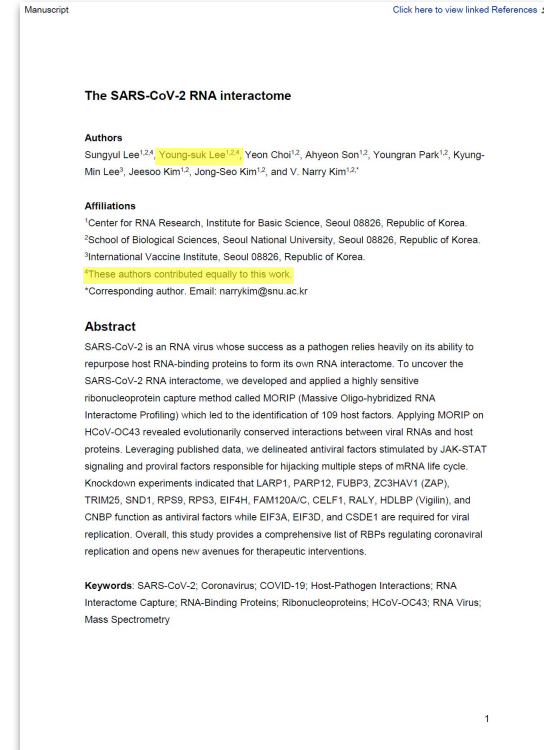 Manuscript
Click here to view linked References
The SARS-CoV-2 RNA interactome
Authors
Sungyul Lee1,2,4, Young-suk Lee1,2,4, Yeon Choi1,2, Ahyeon Son1,2, Youngran Park1,2, Kyung-
Min Lee3, Jeesoo Kim1,2, Jong-Seo Kim1,2, and V. Narry Kim1,2,*
Affiliations
1Center for RNA Research, Institute for Basic Science, Seoul 08826, Republic of Korea.
2School of Biological Sciences, Seoul National University, Seoul 08826, Republic of Korea.
3International Vaccine Institute, Seoul 08826, Republic of Korea.
4These authors contributed equally to this work.
*Corresponding author. Email: narrykim@snu.ac.kr
Abstract
SARS-CoV-2 is an RNA virus whose success as a pathogen relies heavily on its ability to
repurpose host RNA-binding proteins to form its own RNA interactome. To uncover the
SARS-CoV-2 RNA interactome, we developed and applied a highly sensitive
ribonucleoprotein capture method called MORIP (Massive Oligo-hybridized RNA
Interactome Profiling) which led to the identification of 109 host factors. Applying MORIP on
HCoV-OC43 revealed evolutionarily conserved interactions between viral RNAs and host
proteins. Leveraging published data, we delineated antiviral factors stimulated by JAK-STAT
signaling and proviral factors responsible for hijacking multiple steps of mRNA life cycle.
Knockdown experiments indicated that LARP1, PARP12, FUBP3, ZC3HAV1 (ZAP),
TRIM25, SND1, RPS9, RPS3, EIF4H, FAM120A/C, CELF1, RALY, HDLBP (Vigilin), and
CNBP function as antiviral factors while EIF3A, EIF3D, and CSDE1 are required for viral
replication. Overall, this study provides a comprehensive list of RBPs regulating coronaviral
replication and opens new avenues for therapeutic interventions.
Keywords: SARS-CoV-2; Coronavirus; COVID-19; Host-Pathogen Interactions; RNA
Interactome Capture; RNA-Binding Proteins; Ribonucleoproteins; HCoV-OC43; RNA Virus;
Mass Spectrometry
1